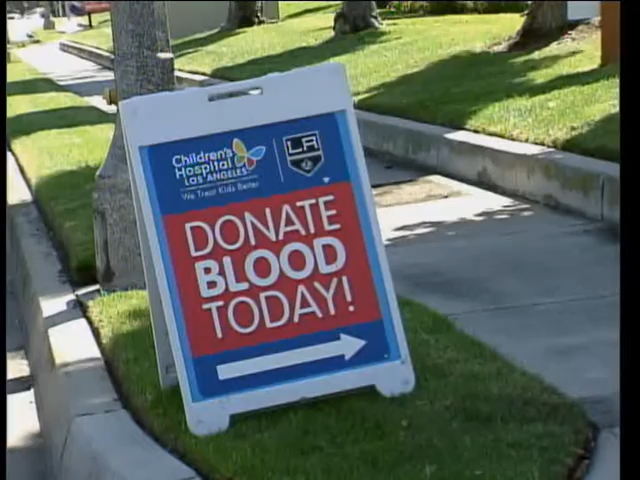 Children's
Hospital
LOS ANGELES
We Treat Kids Better
LA
DONATE
BLOOD
TODAY!